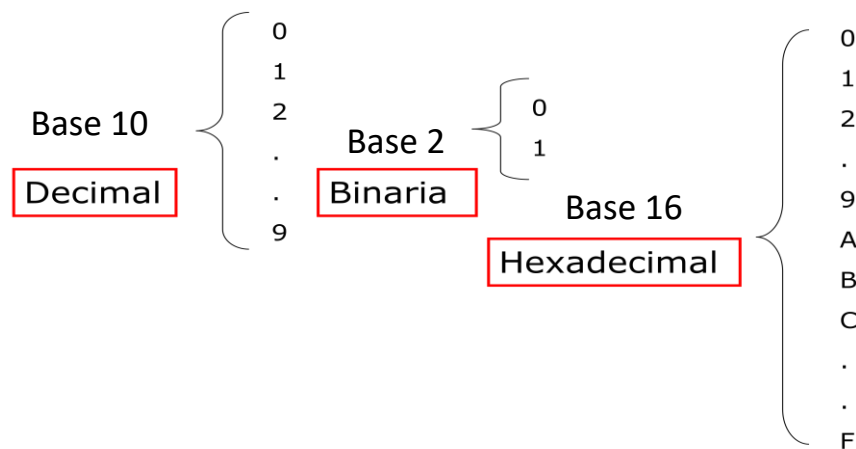 Base 10
Decimal
0
1
2
.
.
9
Base 2
Binaria
0
1
Base 16
Hexadecimal
0
1
2
.
9
A
B
C
.
.
F